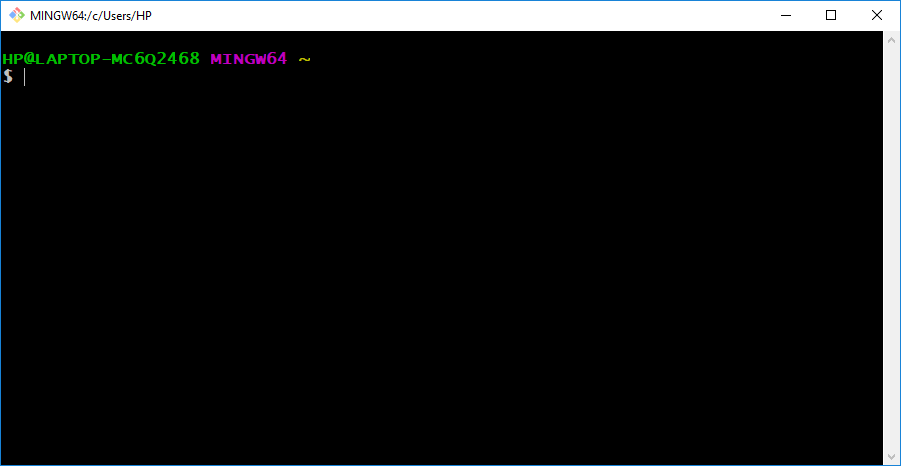 MINGW64:/c/Users/HP
HP@LAPTOP-MC6Q2468 MINGW64 ~
$